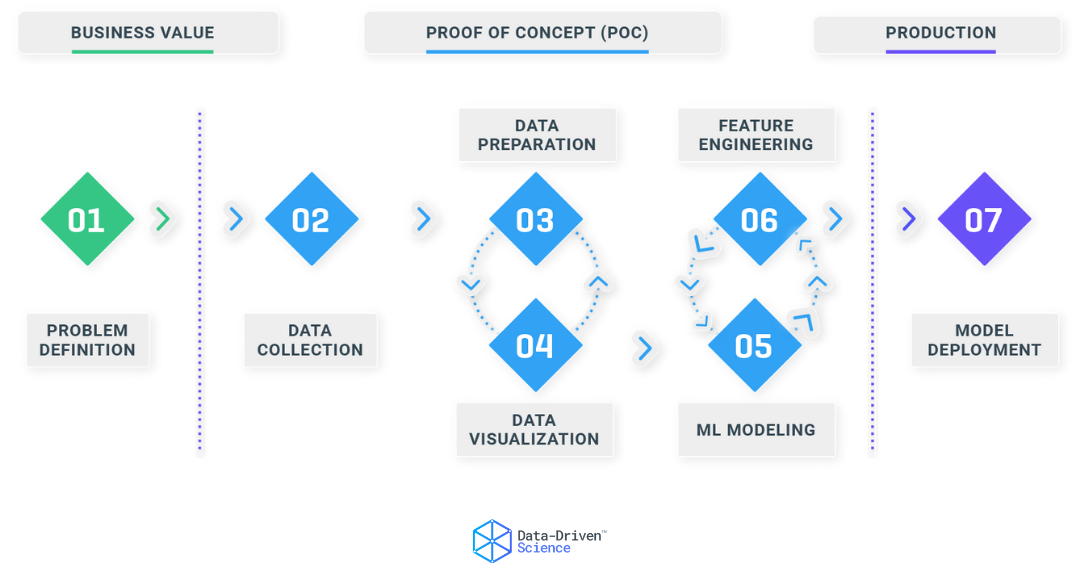 BUSINESS VALUE
PROOF OF CONCEPT (POC)
PRODUCTION
DATA
PREPARATION
FEATURE
ENGINEERING
01
02
03
06
07
PROBLEM
DEFINITION
DATA
COLLECTION
04
05
MODEL
DEPLOYMENT
DATA
VISUALIZATION
ML MODELING
Data-Driven™
Science